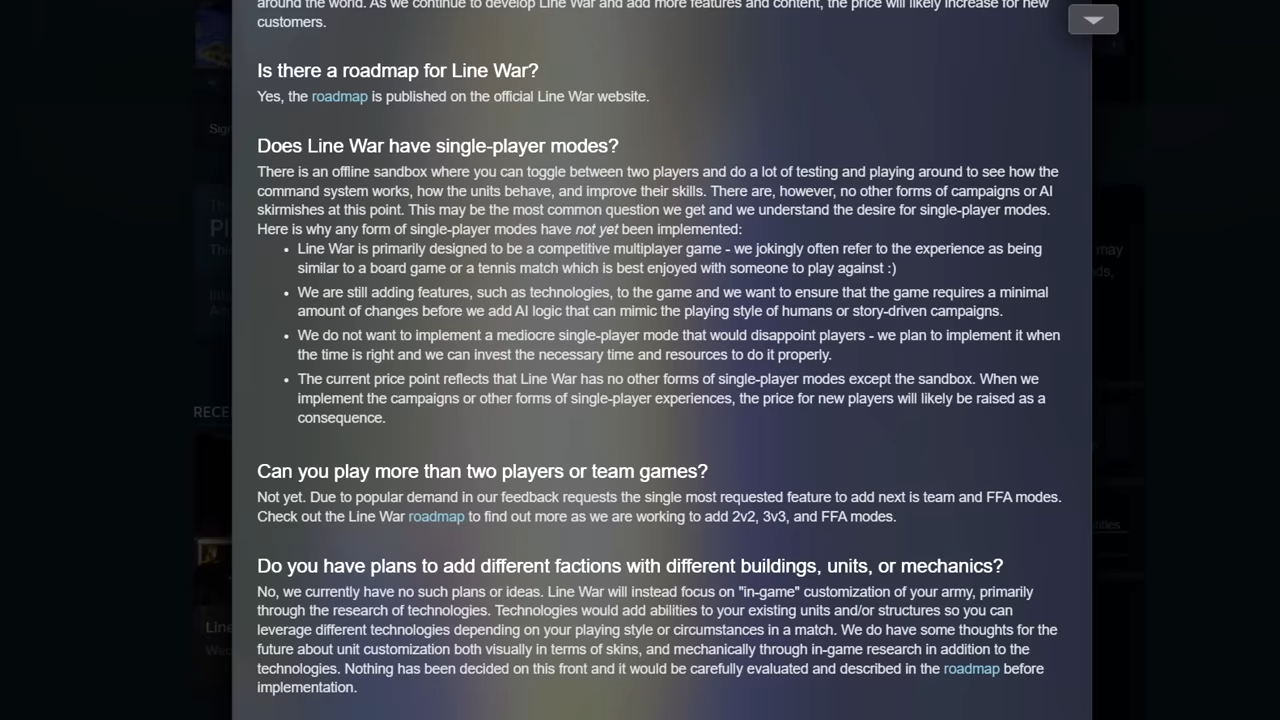 around the world. As we continue to develop Line War and add more features and content, the price will likely increase for new
customers.
Is there a roadmap for Line War?
Yes, the roadmap is published on the official Line War website.
Does Line War have single-player modes?
There is an offline sandbox where you can toggle between two players and do a lot of testing and playing around to see how the
command system works, how the units behave, and improve their skills. There are, however, no other forms of campaigns or AI
skirmishes at this point. This may be the most common question we get and we understand the desire for single-player modes.
Here is why any form of single-player modes have not yet been implemented:
• Line War is primarily designed to be a competitive multiplayer game - we jokingly often refer to the experience as being
similar to a board game or a tennis match which is best enjoyed with someone to play against :)
• We are still adding features, such as technologies, to the game and we want to ensure that the game requires a minimal
amount of changes before we add AI logic that can mimic the playing style of humans or story-driven campaigns.
• We do not want to implement a mediocre single-player mode that would disappoint players - we plan to implement it when
the time is right and we can invest the necessary time and resources to do it properly.
• The current price point reflects that Line War has no other forms of single-player modes except the sandbox. When we
implement the campaigns or other forms of single-player experiences, the price for new players will likely be raised as a
consequence.
Can you play more than two players or team games?
Not yet. Due to popular demand in our feedback requests the single most requested feature to add next is team and FFA modes.
Check out the Line War roadmap to find out more as we are working to add 2v2, 3v3, and FFA modes.
Do you have plans to add different factions with different buildings, units, or mechanics?
No, we currently have no such plans or ideas. Line War will instead focus on "in-game" customization of your army, primarily
through the research of technologies. Technologies would add abilities to your existing units and/or structures so you can
leverage different technologies depending on your playing style or circumstances in a match. We do have some thoughts for the
future about unit customization both visually in terms of skins, and mechanically through in-game research in addition to the
technologies. Nothing has been decided on this front and it would be carefully evaluated and described in the roadmap before
implementation.
Sign
Pl
RECE
Line
may